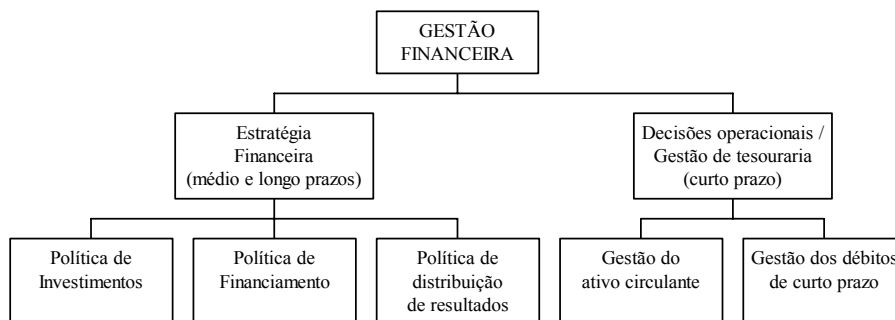 GESTÃO
FINANCEIRA
Estratégia
Financeira
(médio e longo prazos)
Decisões operacionais /
Gestão de tesouraria
(curto prazo)
Política de
Investimentos
Política de
Financiamento
Política de
distribuição
de resultados
Gestão do
ativo circulante
Gestão dos débitos
de curto prazo